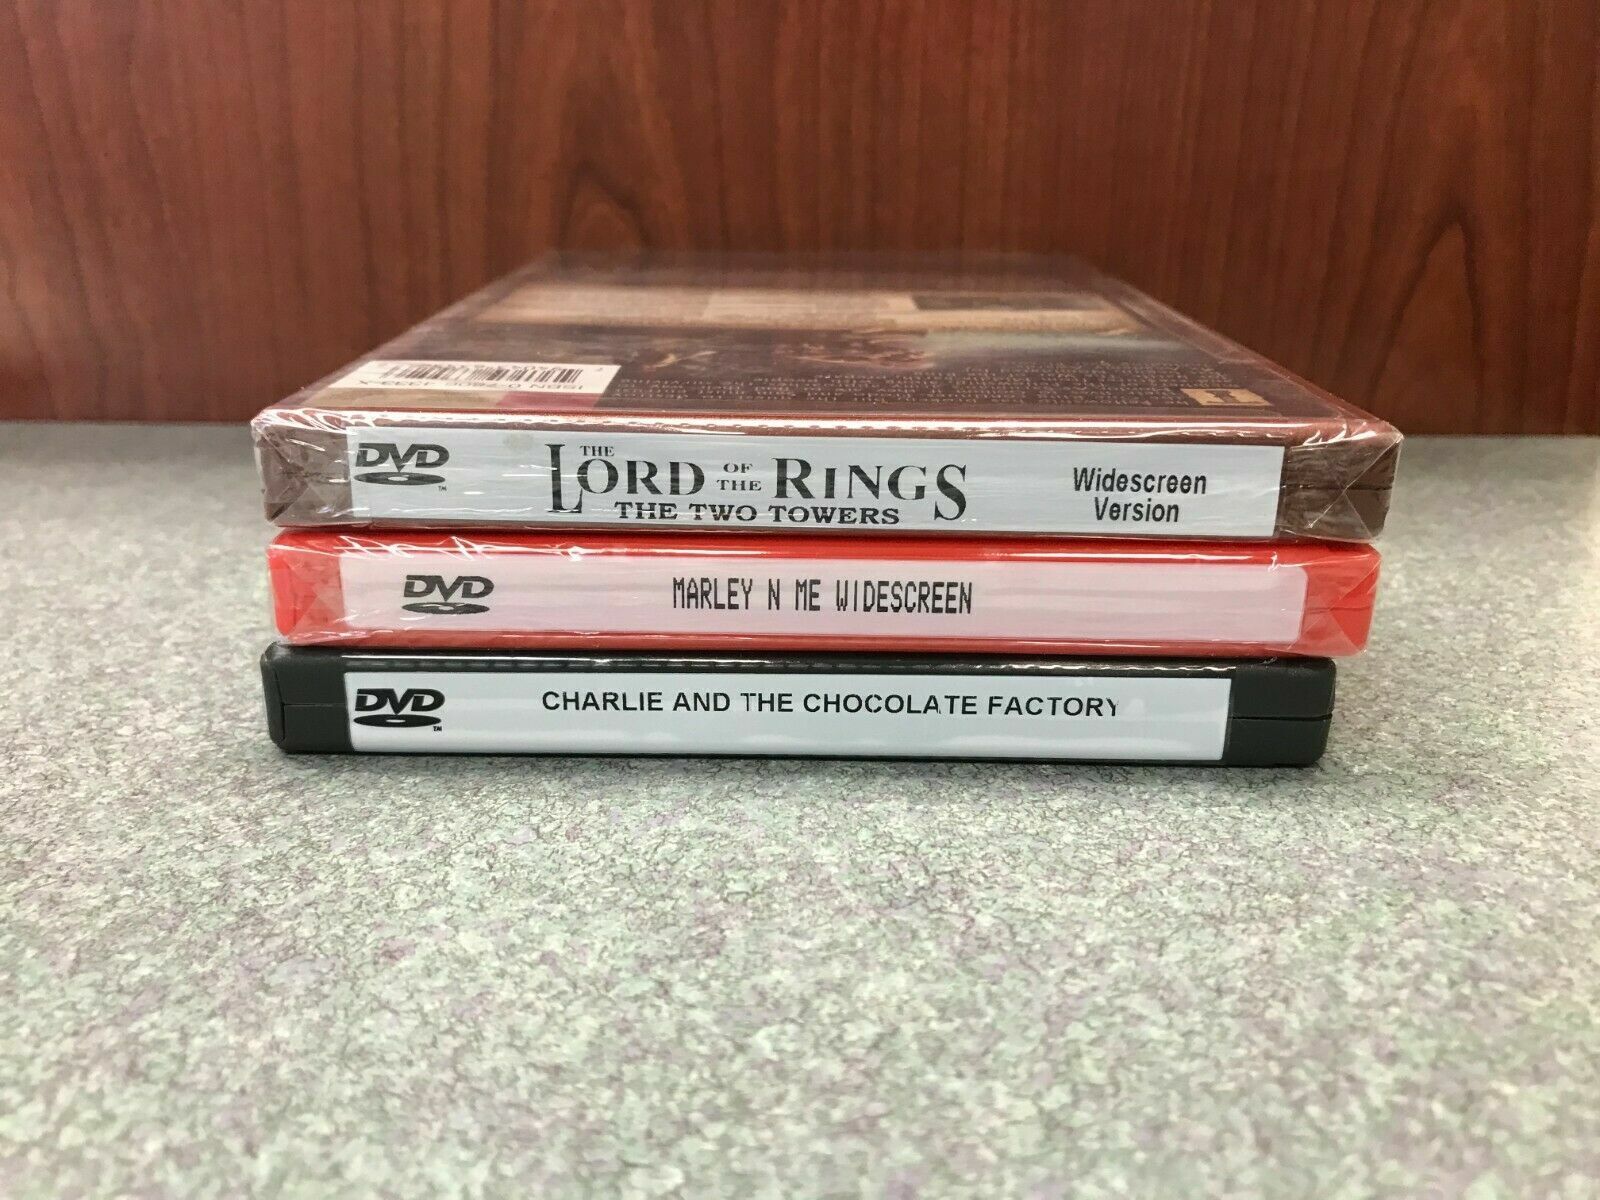 DVD
THE
LORD OF THE RINGS
THE TWO TOWERS
Widescreen
Version
DVD
MARLEY N ME WIDESCREEN
DVD
CHARLIE AND THE CHOCOLATE FACTORY